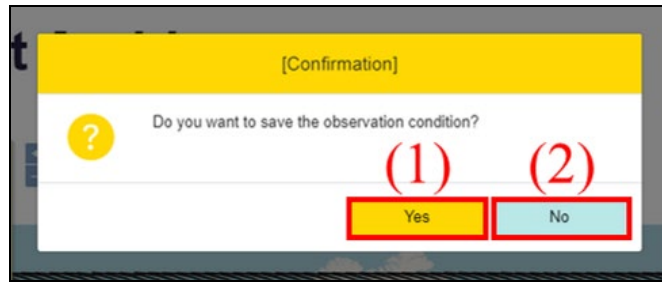 [Confirmation]
?
Do you want to save the observation condition?
(1) (2)
Yes No